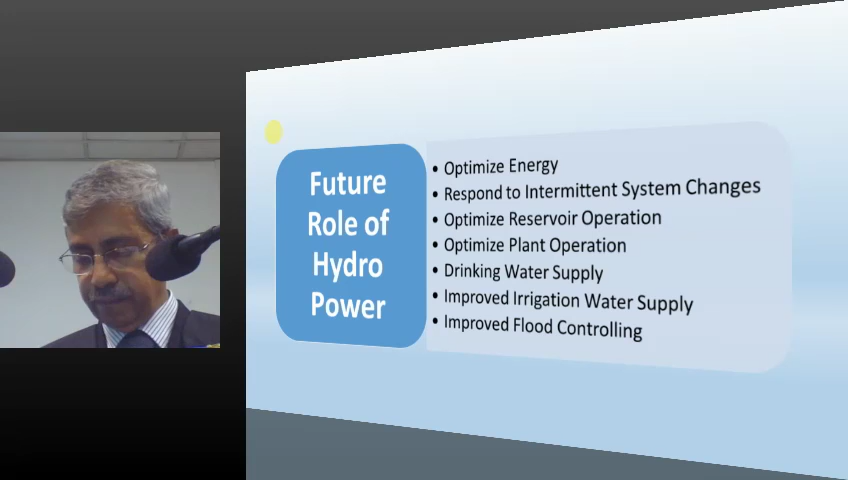 Future
Role of
Hydro
Power
• Optimize Energy
• Respond to Intermittent System Changes
• Optimize Reservoir Operation
• Optimize Plant Operation
• Drinking Water Supply
• Improved Irrigation Water Supply
• Improved Flood Controlling